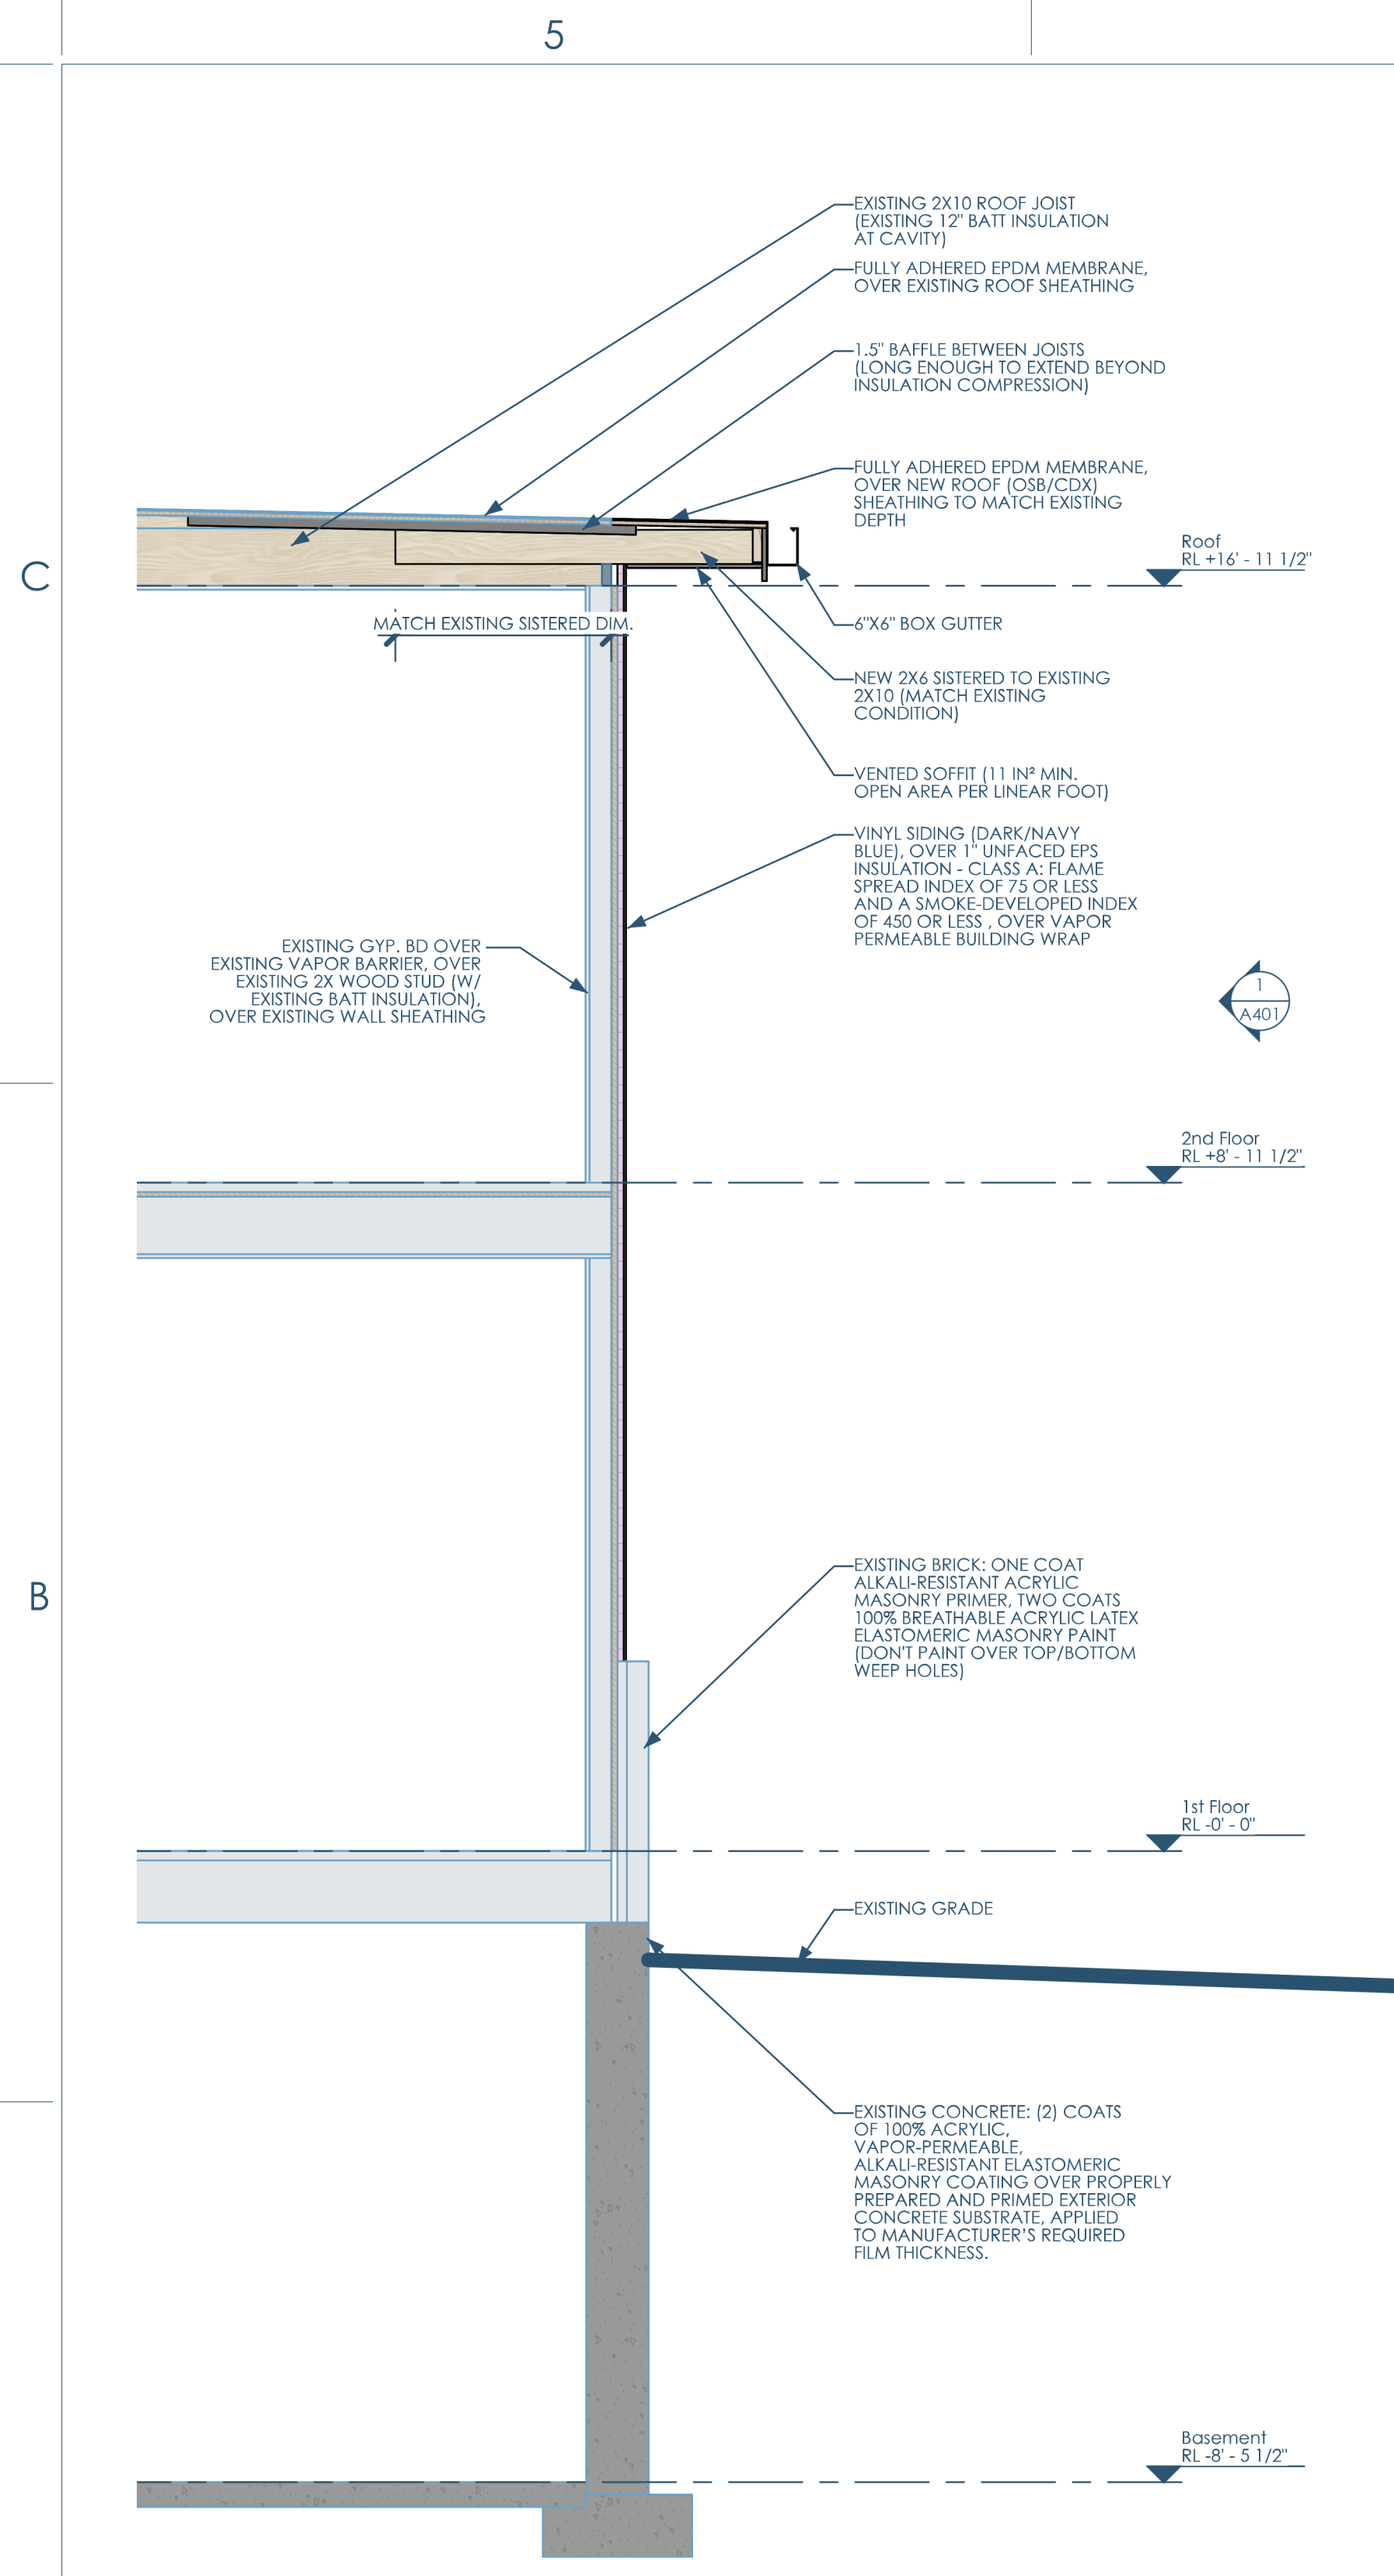 5
EXISTING 2X10 ROOF JOIST
(EXISTING 12" BATT INSULATION
AT CAVITY)
FULLY ADHERED EPDM MEMBRANE,
OVER EXISTING ROOF SHEATHING
1.5" BAFFLE BETWEEN JOISTS
(LONG ENOUGH TO EXTEND BEYOND
INSULATION COMPRESSION)
FULLY ADHERED EPDM MEMBRANE,
OVER NEW ROOF (OSB/CDX)
SHEATHING TO MATCH EXISTING
DEPTH
Roof
RL +16' - 11 1/2"
C
MATCH EXISTING SISTERED DIM.
6"X6" BOX GUTTER
NEW 2X6 SISTERED TO EXISTING
2X10 (MATCH EXISTING
CONDITION)
VENTED SOFFIT (11 IN² MIN.
OPEN AREA PER LINEAR FOOT)
VINYL SIDING (DARK/NAVY
BLUE), OVER 1" UNFACED EPS
INSULATION - CLASS A: FLAME
SPREAD INDEX OF 75 OR LESS
AND A SMOKE-DEVELOPED INDEX
OF 450 OR LESS , OVER VAPOR
PERMEABLE BUILDING WRAP
EXISTING GYP. BD OVER
EXISTING VAPOR BARRIER, OVER
EXISTING 2X WOOD STUD (W/
EXISTING BATT INSULATION),
OVER EXISTING WALL SHEATHING
1
A401
2nd Floor
RL +8' - 11 1/2"
EXISTING BRICK: ONE COAT
ALKALI-RESISTANT ACRYLIC
MASONRY PRIMER, TWO COATS
100% BREATHABLE ACRYLIC LATEX
ELASTOMERIC MASONRY PAINT
(DON'T PAINT OVER TOP/BOTTOM
WEEP HOLES)
B
1st Floor
RL -0' - 0"
EXISTING GRADE
EXISTING CONCRETE: (2) COATS
OF 100% ACRYLIC,
VAPOR-PERMEABLE,
ALKALI-RESISTANT ELASTOMERIC
MASONRY COATING OVER PROPERLY
PREPARED AND PRIMED EXTERIOR
CONCRETE SUBSTRATE, APPLIED
TO MANUFACTURER’S REQUIRED
FILM THICKNESS.
Basement
RL -8' - 5 1/2"